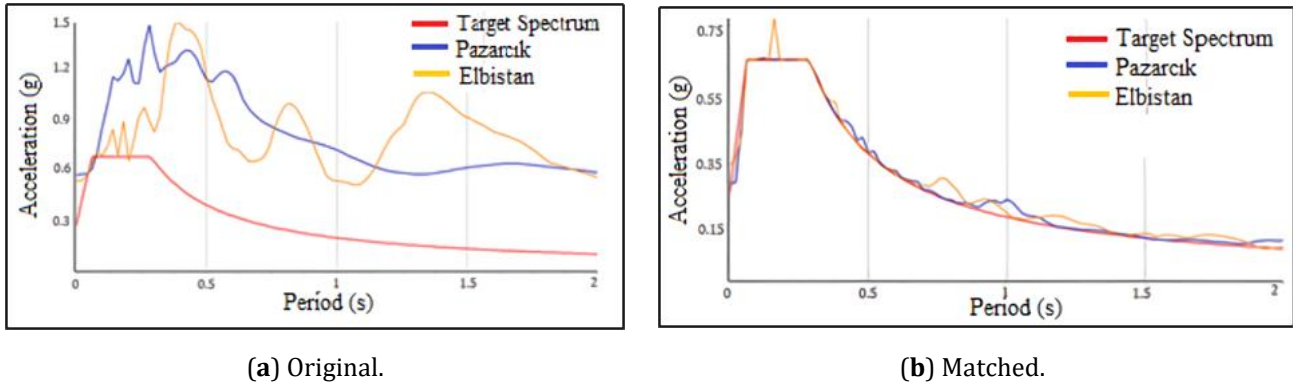 1.5
1.2
0.9
0.6
0.3
Acceleration (g)
Target Spectrum
Pazarcık
Elbistan
0
0.5
1
1.5
2
Period (s)
(a) Original.
0.75
0.55
0.35
0.15
Acceleration (g)
Target Spectrum
Pazarcık
Elbistan
0
0.5
1
1.5
2
Period (s)
(b) Matched.